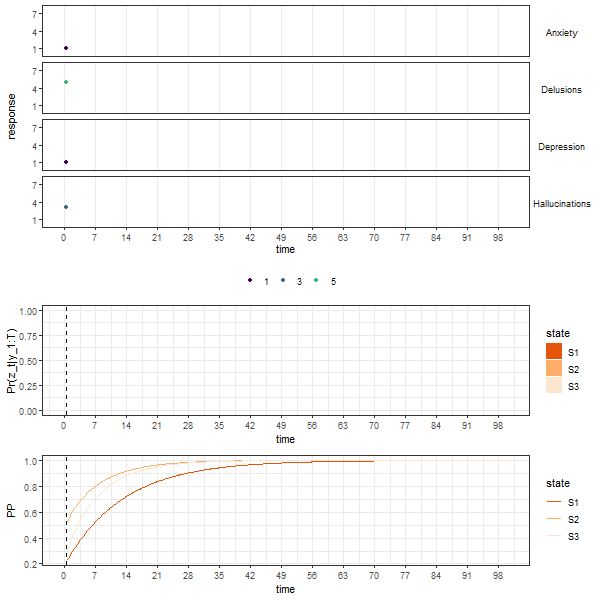 7
4
1
Anxiety
7
4
1
Delusions
response
7
4
1
Depression
7
4
1
Hallucinations
0 7 14 21 28 35 42 49 56 63 70 77 84 91 98
time
1 3 5
1.00
0.75
0.50
0.25
0.00
Pr(z_t|y_1:T)
0 7 14 21 28 35 42 49 56 63 70 77 84 91 98
time
state
S1
S2
S3
1.0
0.8
0.6
0.4
0.2
PP
0 7 14 21 28 35 42 49 56 63 70 77 84 91 98
time
state
S1
S2
S3